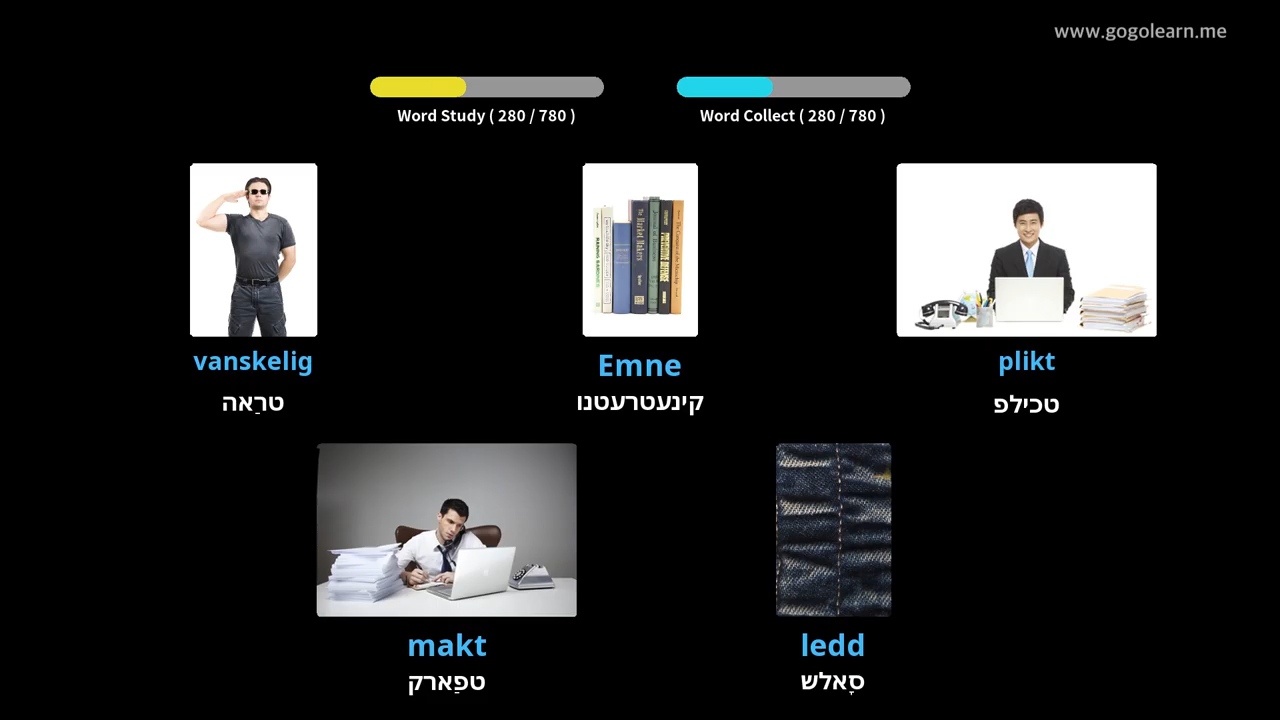 www.gogolearn.me
Word Study ( 280 / 780 )
Word Collect ( 280 / 780 )
vanskelig
טרַאה
Emne
קינעטרעטנו
plikt
טכילפ
makt
טפַארק
ledd
סָאלש